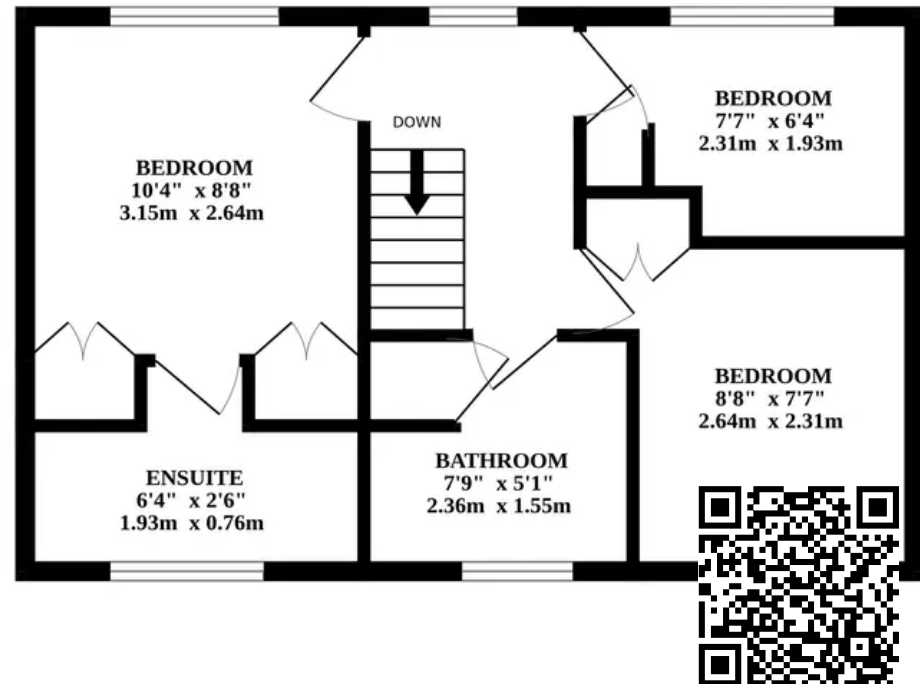 BEDROOM
10'4" x 8'8"
3.15m x 2.64m
DOWN
BEDROOM
7'7" x 6'4"
2.31m x 1.93m
BEDROOM
8'8" x 7'7"
2.64m x 2.31m
ENSUITE
6'4" x 2'6"
1.93m x 0.76m
BATHROOM
7'9" x 5'1"
2.36m x 1.55m